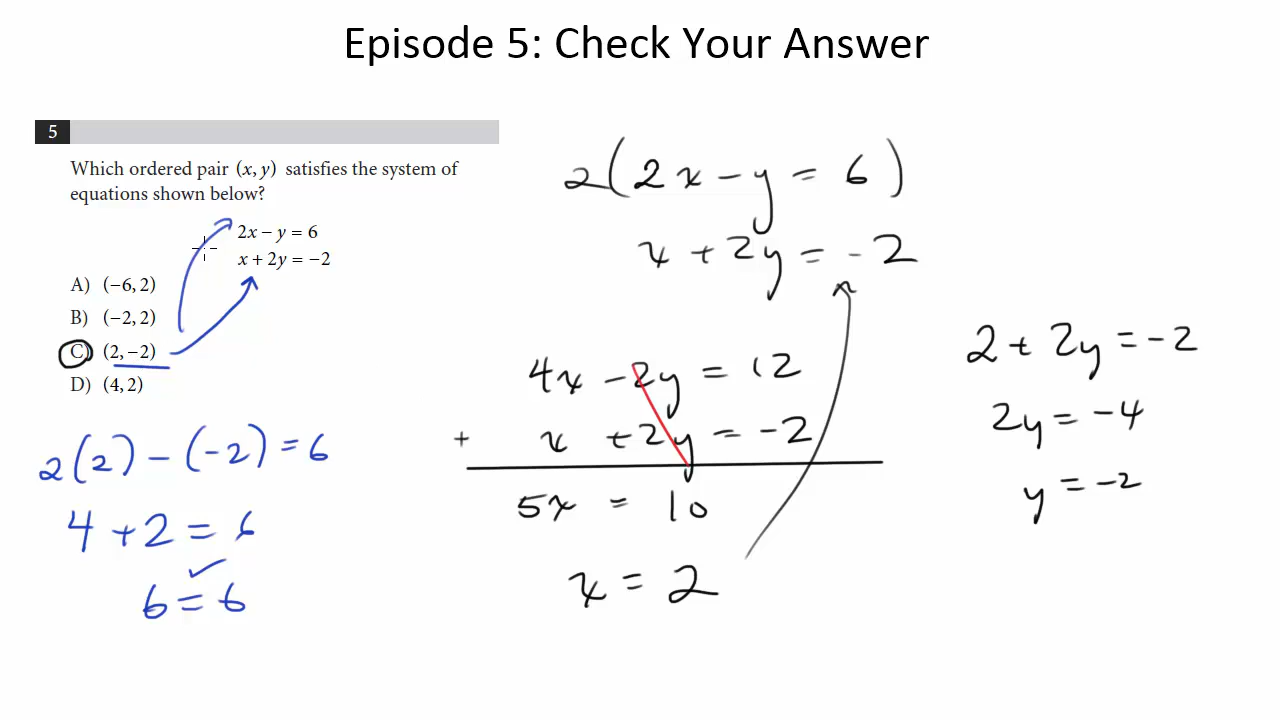 Episode 5: Check Your Answer
5
Which ordered pair (x, y) satisfies the system of
equations shown below?
2x − y = 6
x + 2y = −2
A) (−6, 2)
B) (−2, 2)
C) (2, −2)
D) (4, 2)
2(2) − (−2) = 6
4 + 2 = 6
6 = 6
2(2x − y = 6)
x + 2y = −2
4x − 2y = 12
+ x + 2y = −2
5x = 10
x = 2
2 + 2y = −2
2y = −4
y = −2